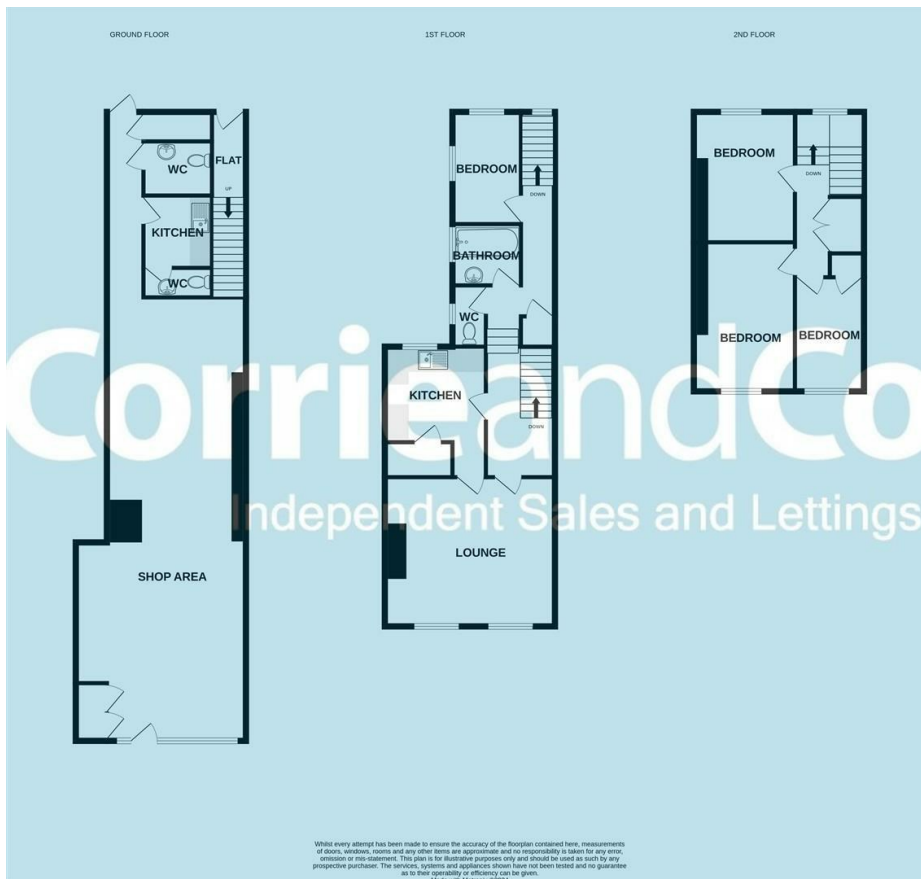 GROUND FLOOR
1ST FLOOR
2ND FLOOR
WC
FLAT
UP
KITCHEN
WC
SHOP AREA
BEDROOM
DOWN
BATHROOM
WC
KITCHEN
DOWN
LOUNGE
BEDROOM
DOWN
BEDROOM
BEDROOM
CorrieandCo
Independent Sales and Lettings
Whilst every attempt has been made to ensure the accuracy of the floorplan contained here, measurements
of doors, windows, rooms and any other items are approximate and no responsibility is taken for any error,
omission or mis-statement. This plan is for illustrative purposes only and should be used as such by any
prospective purchaser. The services, systems and appliances shown have not been tested and no guarantee
as to their operability or efficiency can be given.